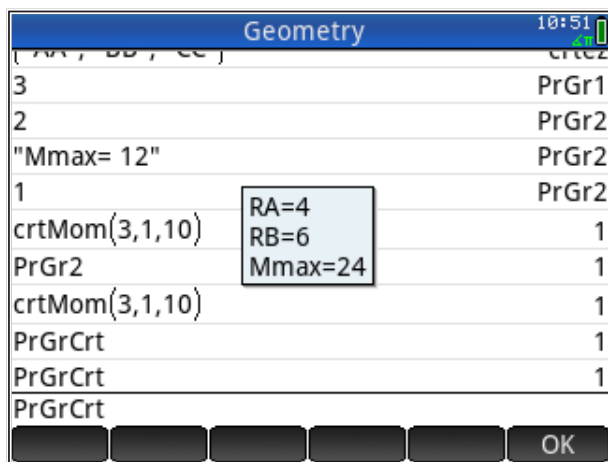 Geometry 10:51
∡π
3 PrGr1
2 PrGr2
"Mmax= 12" PrGr2
1 PrGr2
crtMom(3,1,10) 1
PrGr2 1
crtMom(3,1,10) 1
PrGrCrt 1
PrGrCrt 1
PrGrCrt
RA=4
RB=6
Mmax=24
OK